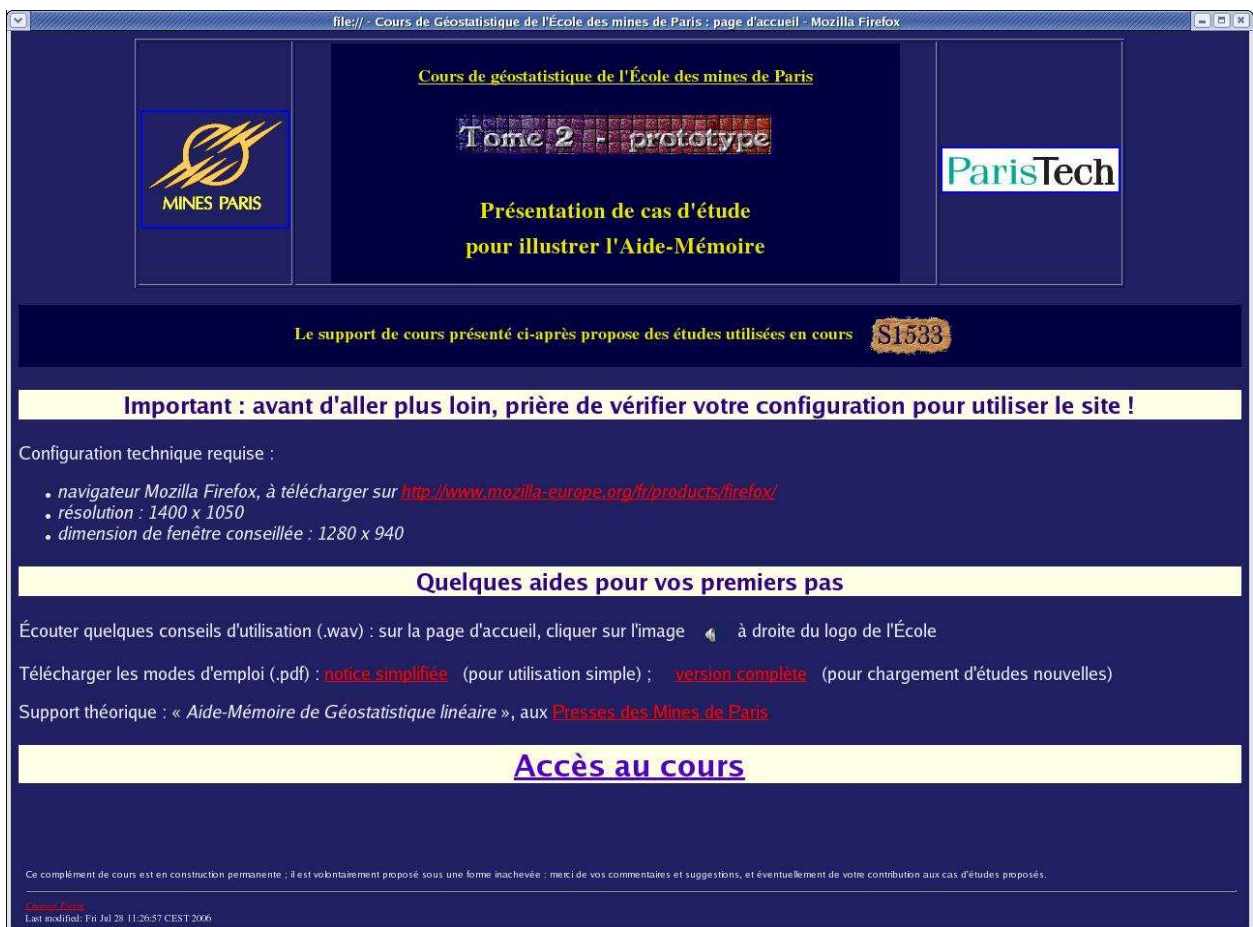 file:// - Cours de Géostatistique de l'École des mines de Paris : page d'accueil - Mozilla Firefox
Cours de géostatistique de l'École des mines de Paris
Tome 2 - prototype
MINES PARIS
ParisTech
Présentation de cas d'étude
pour illustrer l'Aide-Mémoire
Le support de cours présenté ci-après propose des études utilisées en cours S1533
Important : avant d'aller plus loin, prière de vérifier votre configuration pour utiliser le site !
Configuration technique requise :
• navigateur Mozilla Firefox, à télécharger sur http://www.mozilla-europe.org/fr/products/firefox/
• résolution : 1400 x 1050
• dimension de fenêtre conseillée : 1280 x 940
Quelques aides pour vos premiers pas
Écouter quelques conseils d'utilisation (.wav) : sur la page d'accueil, cliquer sur l'image à droite du logo de l'École
Télécharger les modes d'emploi (.pdf) : notice simplifiée (pour utilisation simple) ; version complète (pour chargement d'études nouvelles)
Support théorique : « Aide-Mémoire de Géostatistique linéaire », aux Presses des Mines de Paris
Accès au cours
Ce complément de cours est en construction permanente ; il est volontairement proposé sous une forme inachevée : merci de vos commentaires et suggestions, et éventuellement de votre contribution aux cas d'études proposés.
Last modified: Fri Jul 28 11:26:57 CEST 2006